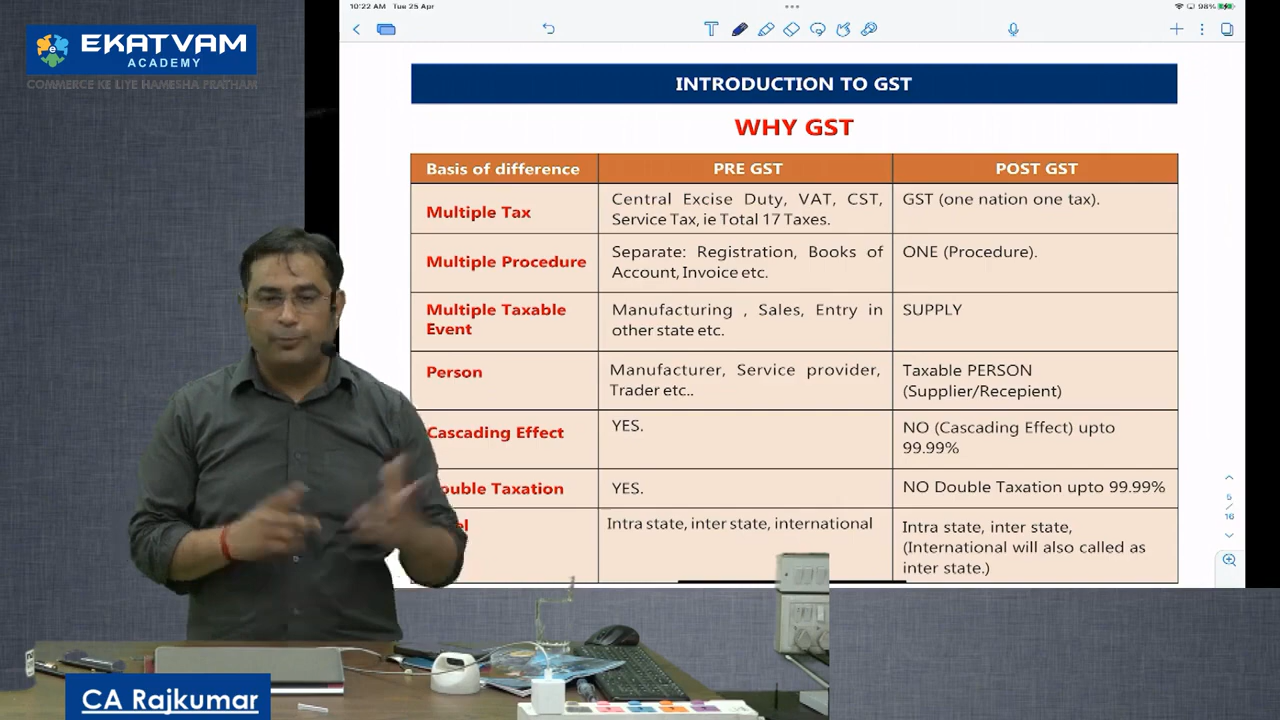 10:22 AM Tue 25 Apr
98%
EKATVAM
ACADEMY
COMMERCE KE LIYE HAMESHA PRATHAM
INTRODUCTION TO GST
WHY GST
Basis of difference PRE GST POST GST
Multiple Tax
Central Excise Duty, VAT, CST,
Service Tax, ie Total 17 Taxes.
GST (one nation one tax).
Multiple Procedure
Separate: Registration, Books of
Account, Invoice etc.
ONE (Procedure).
Multiple Taxable
Event
Manufacturing , Sales, Entry in
other state etc.
SUPPLY
Person
Manufacturer, Service provider,
Trader etc..
Taxable PERSON
(Supplier/Recepient)
Cascading Effect
YES.
NO (Cascading Effect) upto
99.99%
ouble Taxation
YES.
NO Double Taxation upto 99.99%
el
Intra state, inter state, international
Intra state, inter state,
(International will also called as
inter state.)
5
/
16
CA Rajkumar